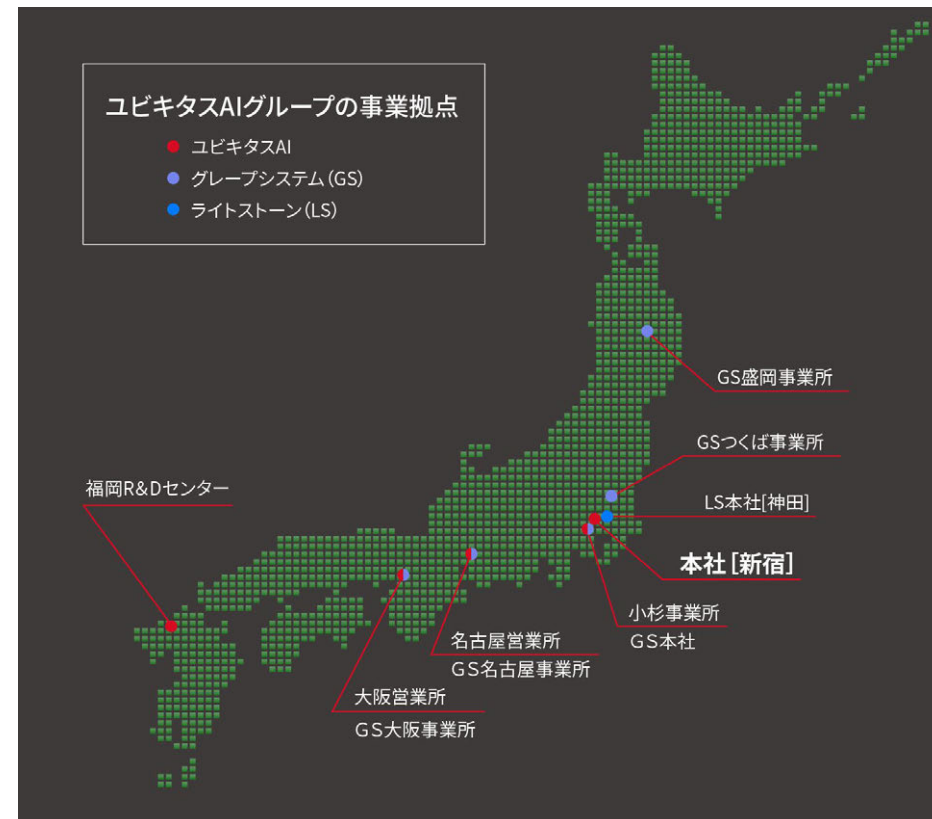 ユビキタスAIグループの事業拠点
ユビキタスAI
グレープシステム(GS)
ライトストーン(LS)
GS盛岡事業所
GSつくば事業所
福岡R&Dセンター
LS本社[神田]
本社[新宿]
小杉事業所
GS本社
名古屋営業所
GS名古屋事業所
大阪営業所
GS大阪事業所